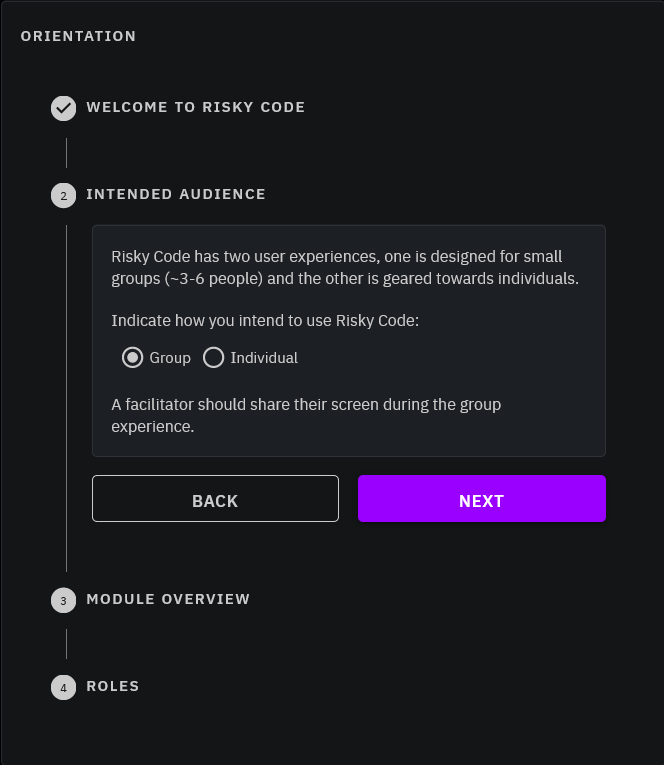 ORIENTATION
WELCOME TO RISKY CODE
2 INTENDED AUDIENCE
Risky Code has two user experiences, one is designed for small
groups (~3-6 people) and the other is geared towards individuals.
Indicate how you intend to use Risky Code:
Group Individual
A facilitator should share their screen during the group
experience.
BACK NEXT
3 MODULE OVERVIEW
4 ROLES